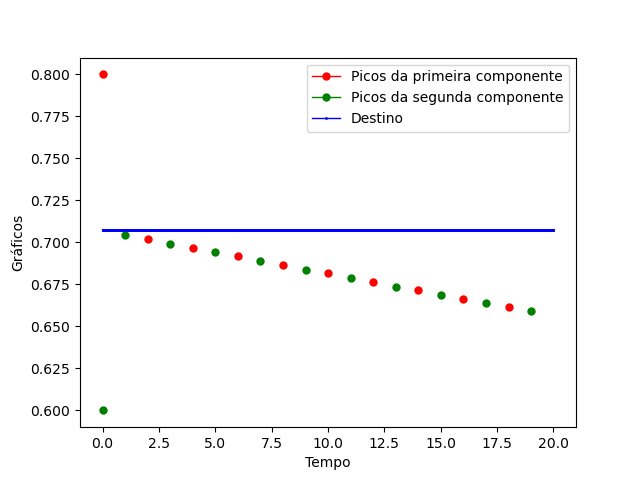 0.800
0.775
0.750
0.725
0.700
0.675
0.650
0.625
0.600
Gráficos
Picos da primeira componente
Picos da segunda componente
Destino
0.0 2.5 5.0 7.5 10.0 12.5 15.0 17.5 20.0
Tempo